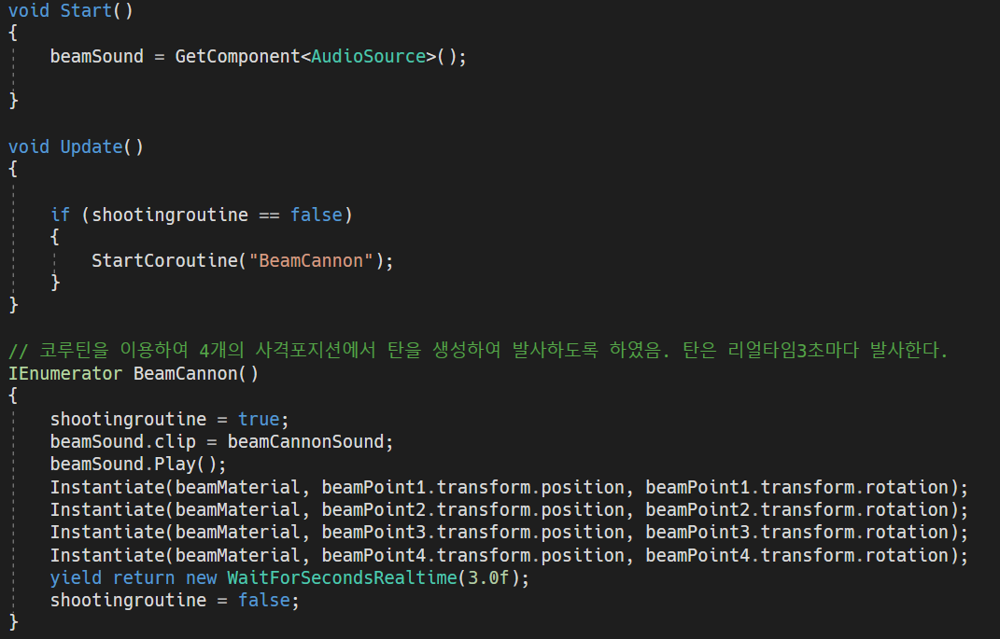 void Start()
{
beamSound = GetComponent<AudioSource>();
}
void Update()
{
if (shootingroutine == false)
{
StartCoroutine("BeamCannon");
}
}
// 코루틴을 이용하여 4개의 사격포지션에서 탄을 생성하여 발사하도록 하였음. 탄은 리얼타임3초마다 발사한다.
IEnumerator BeamCannon()
{
shootingroutine = true;
beamSound.clip = beamCannonSound;
beamSound.Play();
Instantiate(beamMaterial, beamPoint1.transform.position, beamPoint1.transform.rotation);
Instantiate(beamMaterial, beamPoint2.transform.position, beamPoint2.transform.rotation);
Instantiate(beamMaterial, beamPoint3.transform.position, beamPoint3.transform.rotation);
Instantiate(beamMaterial, beamPoint4.transform.position, beamPoint4.transform.rotation);
yield return new WaitForSecondsRealtime(3.0f);
shootingroutine = false;
}